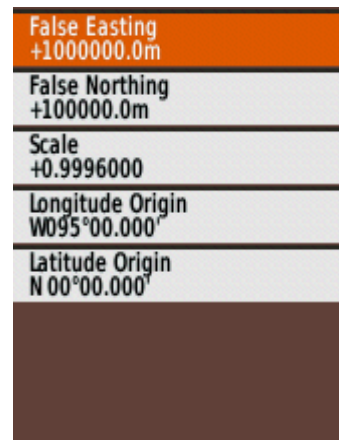 False Easting
+1000000.0m
False Northing
+100000.0m
Scale
+0.9996000
Longitude Origin
W095°00.000'
Latitude Origin
N 00°00.000'